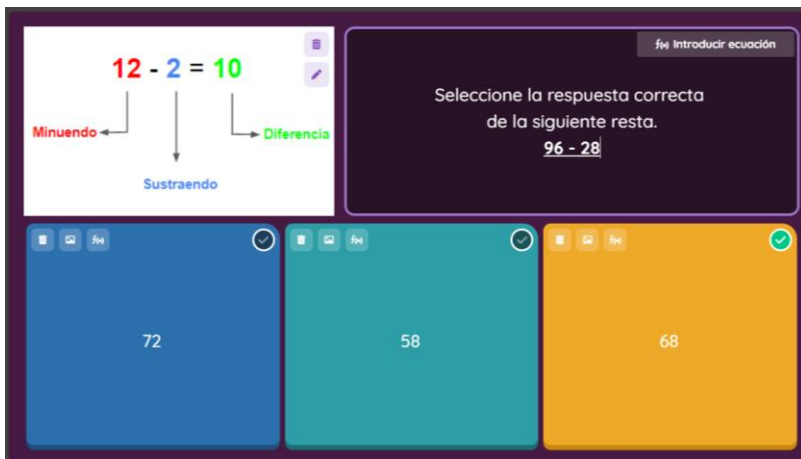 12 - 2 = 10
Minuendo
Diferencia
Sustraendo
f(x) Introducir ecuación
Seleccione la respuesta correcta
de la siguiente resta.
96 - 28
f(x)
72
f(x)
58
f(x)
68